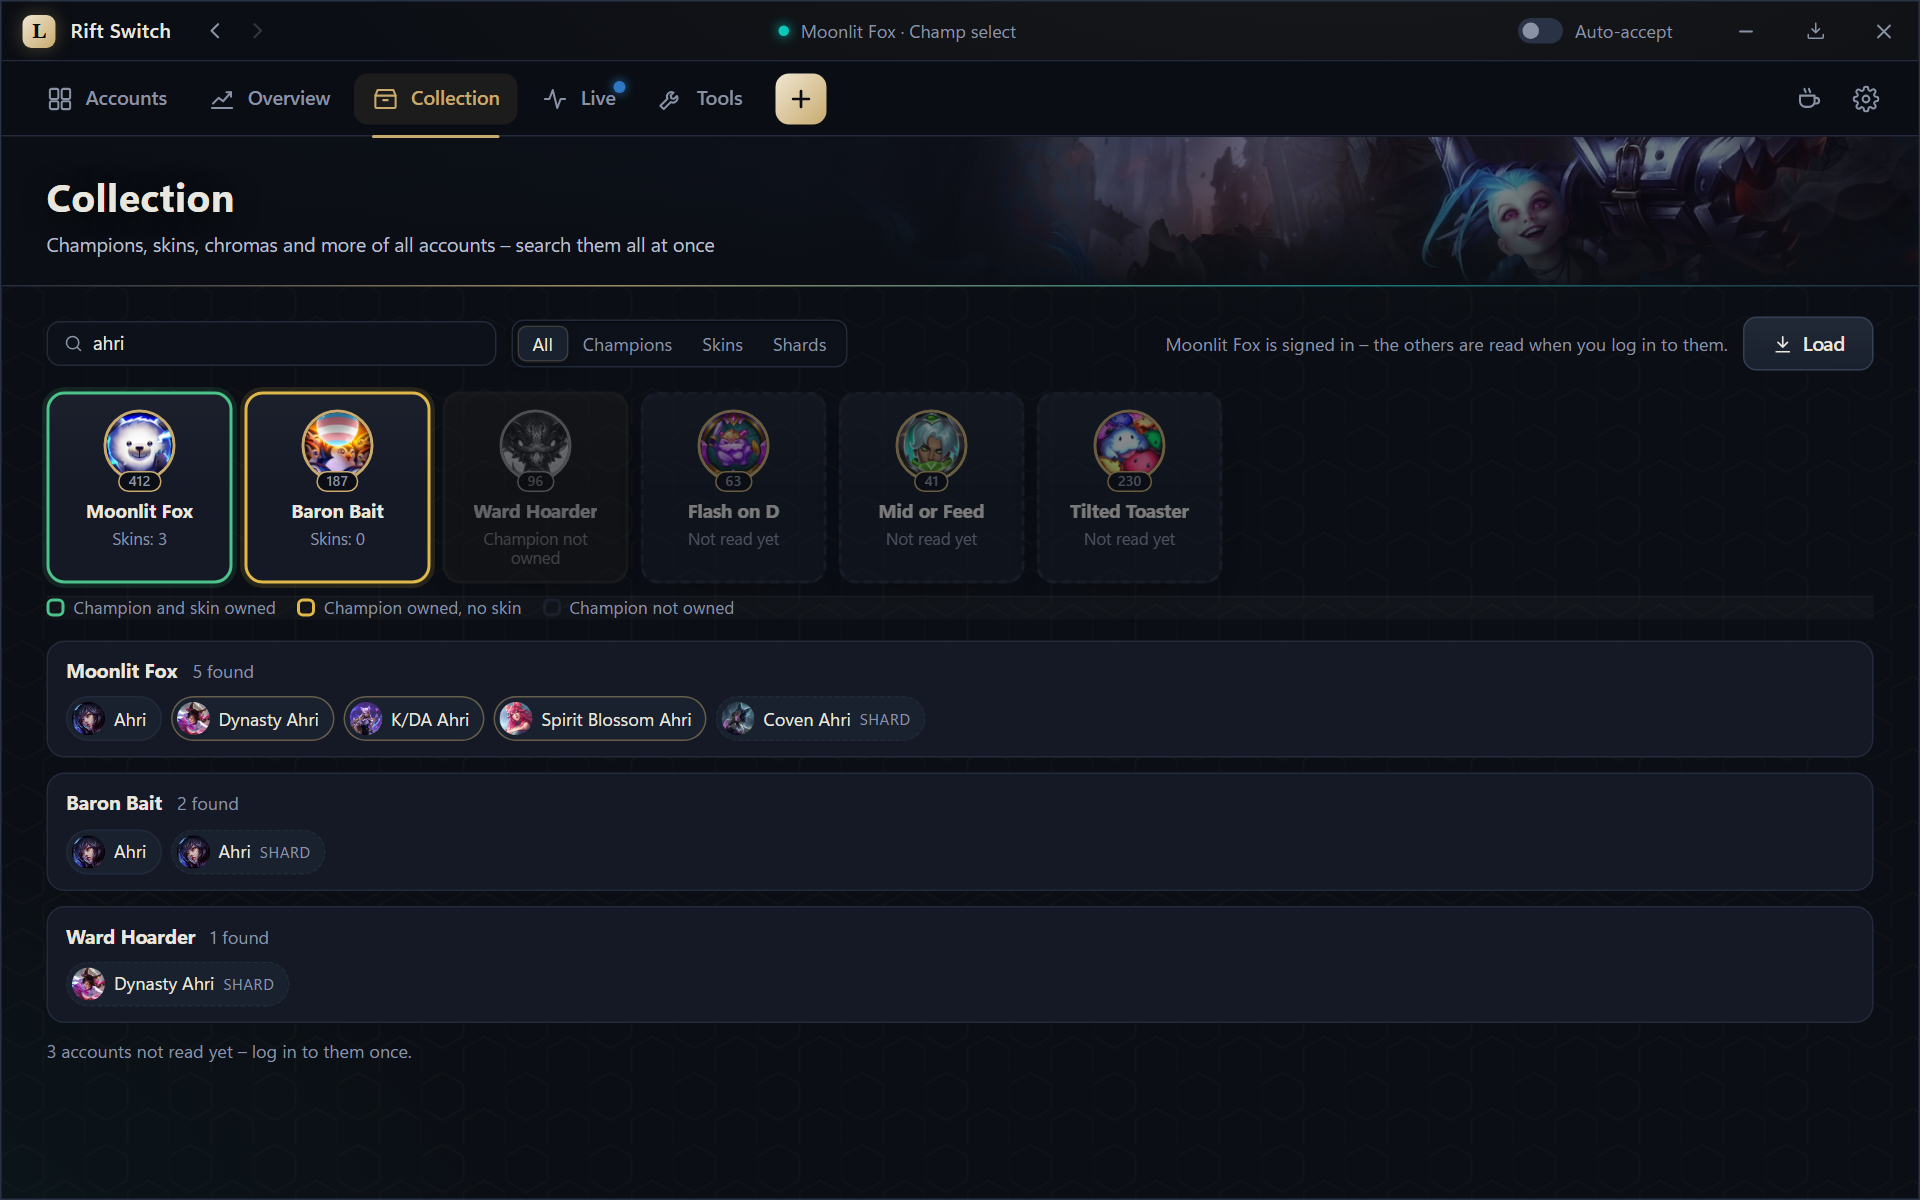 L Rift Switch
Moonlit Fox · Champ select
Auto-accept
Accounts
Overview
Collection
Live
Tools
Collection
Champions, skins, chromas and more of all accounts – search them all at once
ahri
All
Champions
Skins
Shards
Moonlit Fox is signed in – the others are read when you log in to them.
Load
412
Moonlit Fox
Skins: 3
187
Baron Bait
Skins: 0
96
Ward Hoarder
Champion not
owned
63
Flash on D
Not read yet
41
Mid or Feed
Not read yet
230
Tilted Toaster
Not read yet
Champion and skin owned
Champion owned, no skin
Champion not owned
Moonlit Fox 5 found
Ahri
Dynasty Ahri
K/DA Ahri
Spirit Blossom Ahri
Coven Ahri SHARD
Baron Bait 2 found
Ahri
Ahri SHARD
Ward Hoarder 1 found
Dynasty Ahri SHARD
3 accounts not read yet – log in to them once.